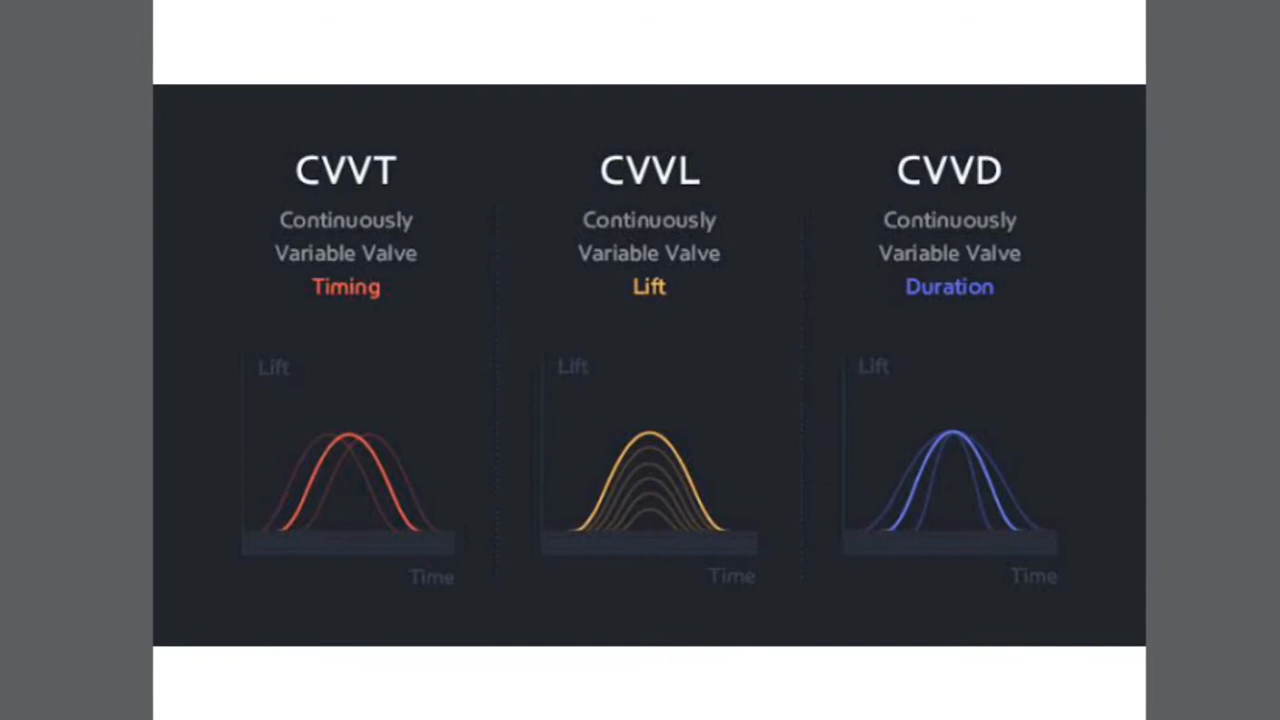 CVVT
Continuously
Variable Valve
Timing
Lift
Time
CVVL
Continuously
Variable Valve
Lift
Lift
Time
CVVD
Continuously
Variable Valve
Duration
Lift
Time